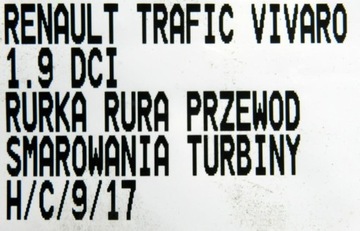 RENAULT TRAFIC VIVARO
1.9 DCI
RURKA RURA PRZEWOD
SMAROWANIA TURBINY
H/C/9/17